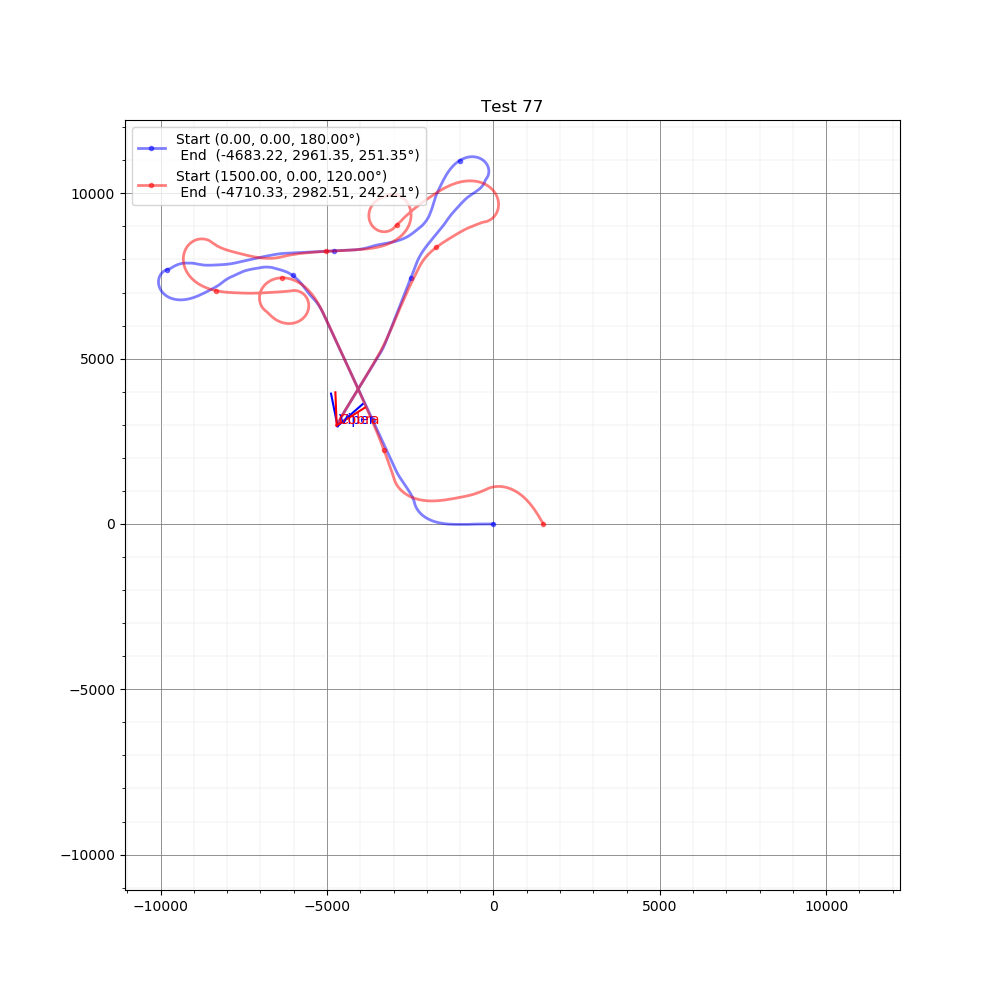 Test 77
Start (0.00, 0.00, 180.00°)
End (-4683.22, 2961.35, 251.35°)
Start (1500.00, 0.00, 120.00°)
End (-4710.33, 2982.51, 242.21°)
10000
5000
0
−5000
−10000
−10000 −5000 0 5000 10000